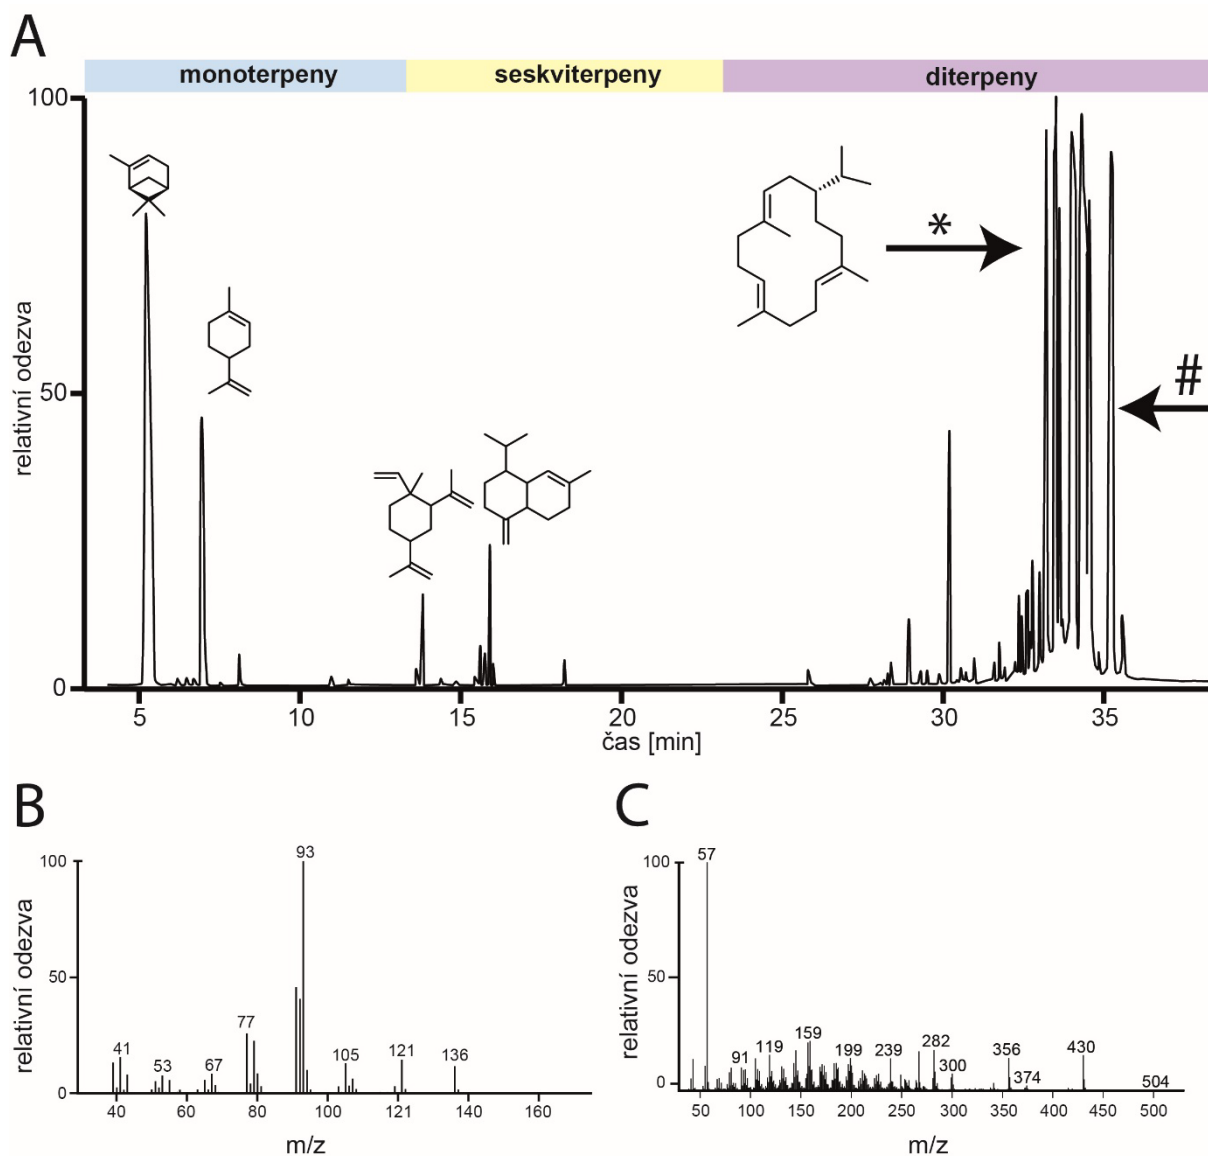 A
monoterpeny seskviterpeny diterpeny
100
50
0
relativní odezva
*
#
5 10 15 20 25 30 35
čas [min]
B
100
50
0
relativní odezva
41 53 67 77 93 105 121 136
40 60 80 100 121 140 160
m/z
C
100
50
0
relativní odezva
57 91 119 159 199 239 282 300 356 374 430 504
50 100 150 200 250 300 350 400 450 500
m/z